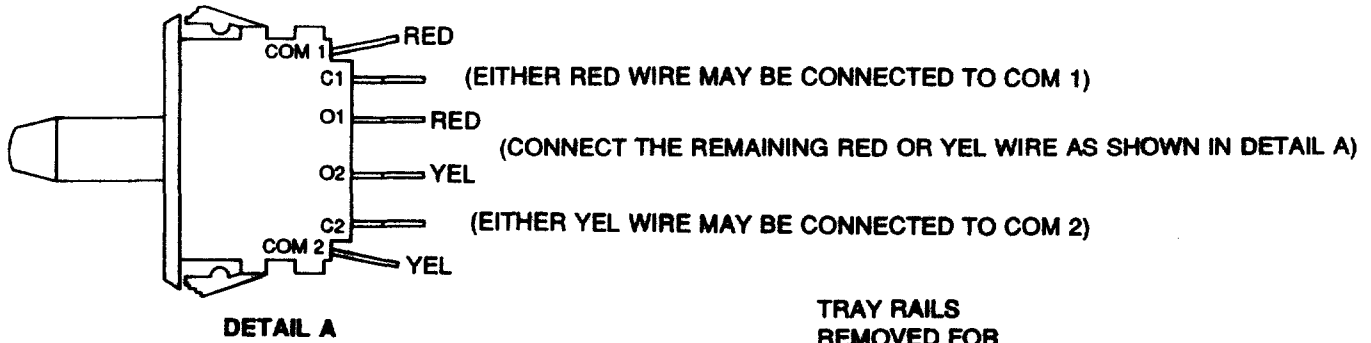 COM 1 RED
C1 (EITHER RED WIRE MAY BE CONNECTED TO COM 1)
O1 RED
(CONNECT THE REMAINING RED OR YEL WIRE AS SHOWN IN DETAIL A)
O2 YEL
C2 (EITHER YEL WIRE MAY BE CONNECTED TO COM 2)
COM 2 YEL
DETAIL A
TRAY RAILS
REMOVED FOR